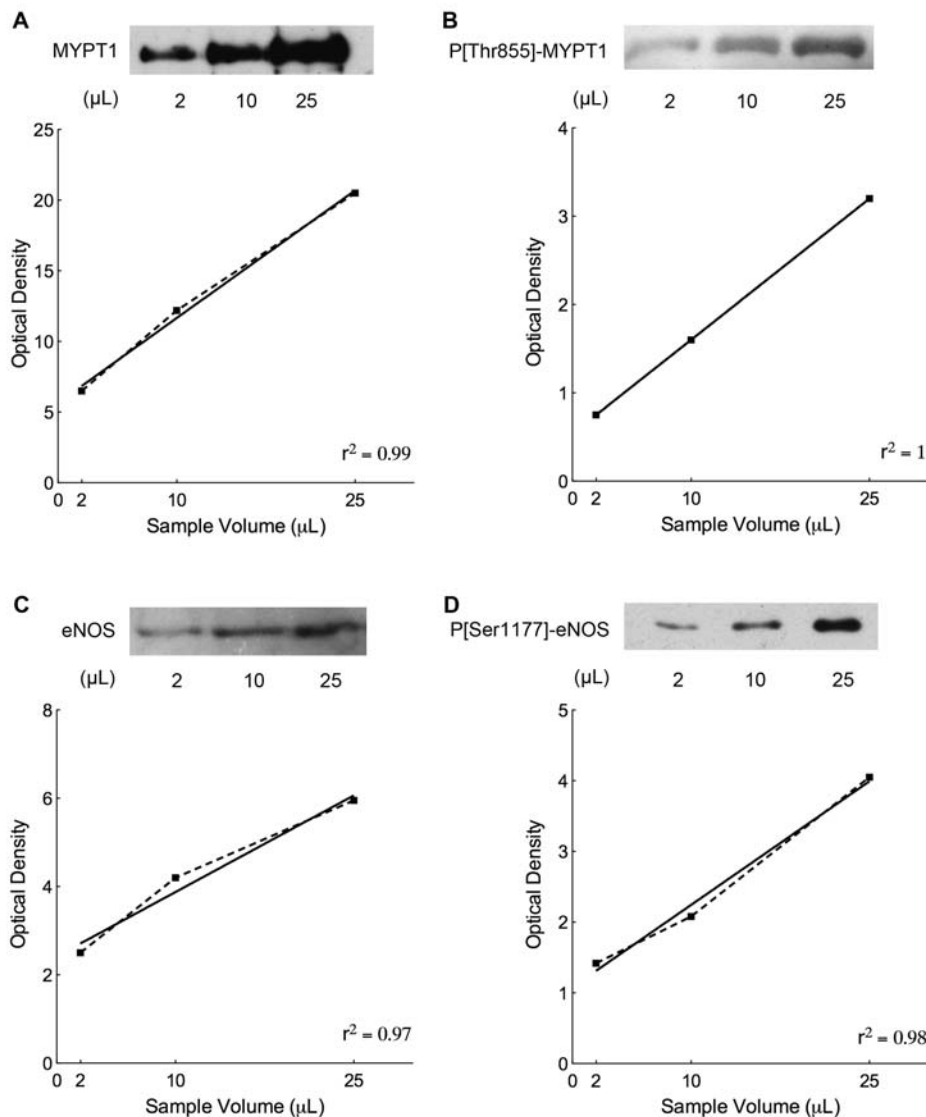 A
MYPT1
(μL) 2 10 25
25
20
15
10
5
0
Optical Density
r² = 0.99
0 2 10 25
Sample Volume (μL)
B
P[Thr855]-MYPT1
(μL) 2 10 25
4
3
2
1
0
Optical Density
r² = 1
0 2 10 25
Sample Volume (μL)
C
eNOS
(μL) 2 10 25
8
6
4
2
0
Optical Density
r² = 0.97
0 2 10 25
Sample Volume (μL)
D
P[Ser1177]-eNOS
(μL) 2 10 25
5
4
3
2
1
0
Optical Density
r² = 0.98
0 2 10 25
Sample Volume (μL)